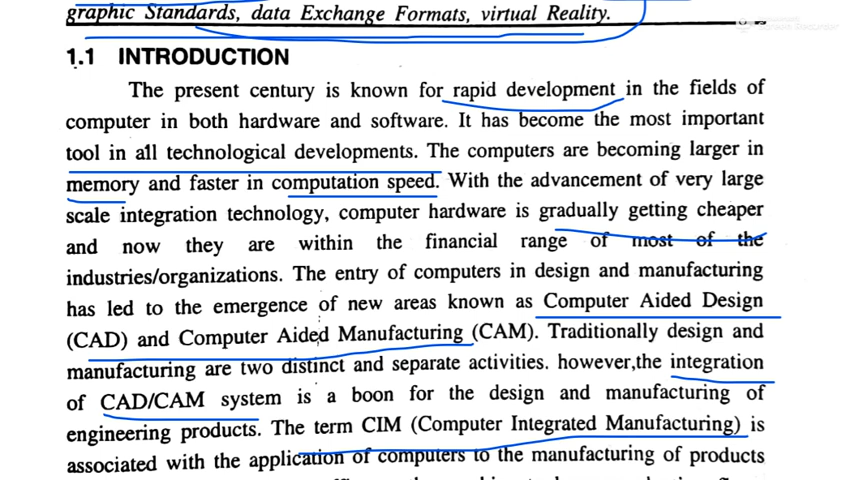 graphic Standards, data Exchange Formats, virtual Reality.
1.1 INTRODUCTION
The present century is known for rapid development in the fields of
computer in both hardware and software. It has become the most important
tool in all technological developments. The computers are becoming larger in
memory and faster in computation speed. With the advancement of very large
scale integration technology, computer hardware is gradually getting cheaper
and now they are within the financial range of most of the
industries/organizations. The entry of computers in design and manufacturing
has led to the emergence of new areas known as Computer Aided Design
(CAD) and Computer Aided Manufacturing (CAM). Traditionally design and
manufacturing are two distinct and separate activities. however,the integration
of CAD/CAM system is a boon for the design and manufacturing of
engineering products. The term CIM (Computer Integrated Manufacturing) is
associated with the application of computers to the manufacturing of products